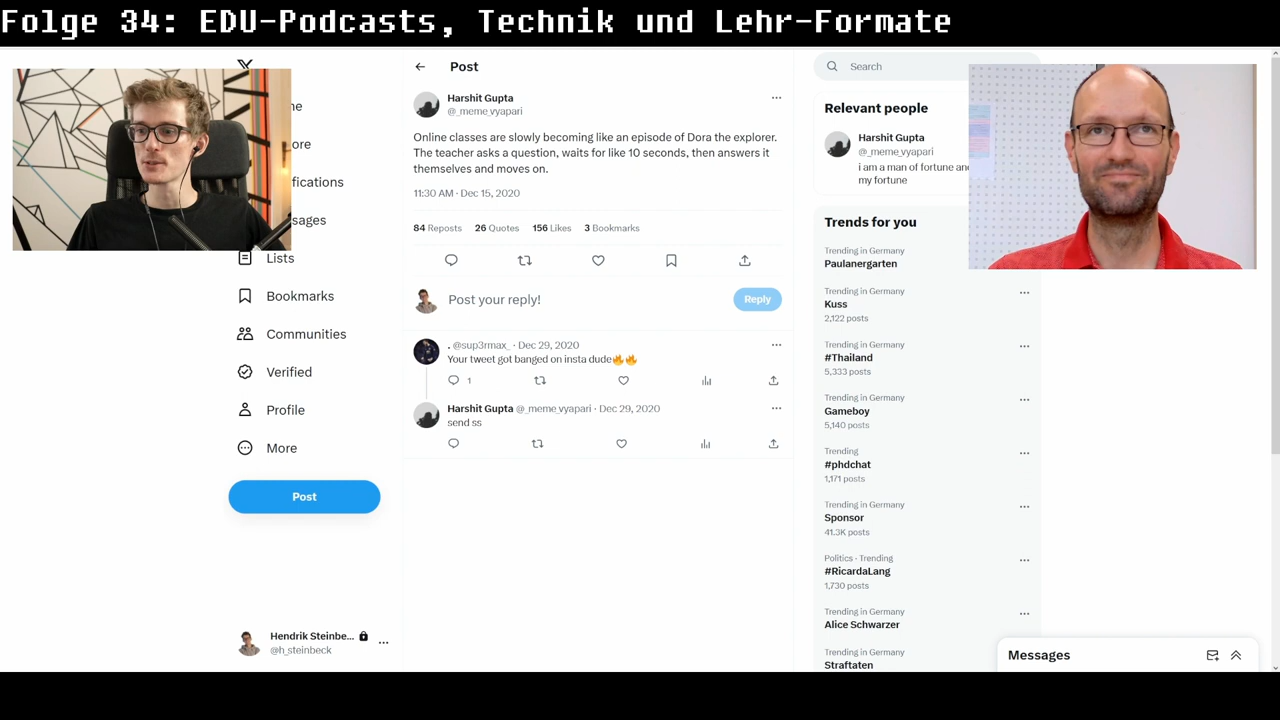 Folge 34: EDU-Podcasts, Technik und Lehr-Formate
Lists
Bookmarks
Communities
Verified
Profile
More
Post
Hendrik Steinbe...
@h_steinbeck
Post
Harshit Gupta
@_meme_vyapari
Online classes are slowly becoming like an episode of Dora the explorer.
The teacher asks a question, waits for like 10 seconds, then answers it
themselves and moves on.
11:30 AM · Dec 15, 2020
84 Reposts 26 Quotes 156 Likes 3 Bookmarks
Post your reply!
Reply
. @sup3rmax_ · Dec 29, 2020
Your tweet got banged on insta dude🔥🔥
1
Harshit Gupta @_meme_vyapari · Dec 29, 2020
send ss
Search
Relevant people
Harshit Gupta
@_meme_vyapari
i am a man of fortune
my fortune
Trends for you
Trending in Germany
Paulanergarten
Trending in Germany
Kuss
2,122 posts
Trending in Germany
#Thailand
5,333 posts
Trending in Germany
Gameboy
5,140 posts
Trending
#phdchat
1,171 posts
Trending in Germany
Sponsor
41.3K posts
Politics · Trending
#RicardaLang
1,730 posts
Trending in Germany
Alice Schwarzer
Trending in Germany
Straftaten
Messages